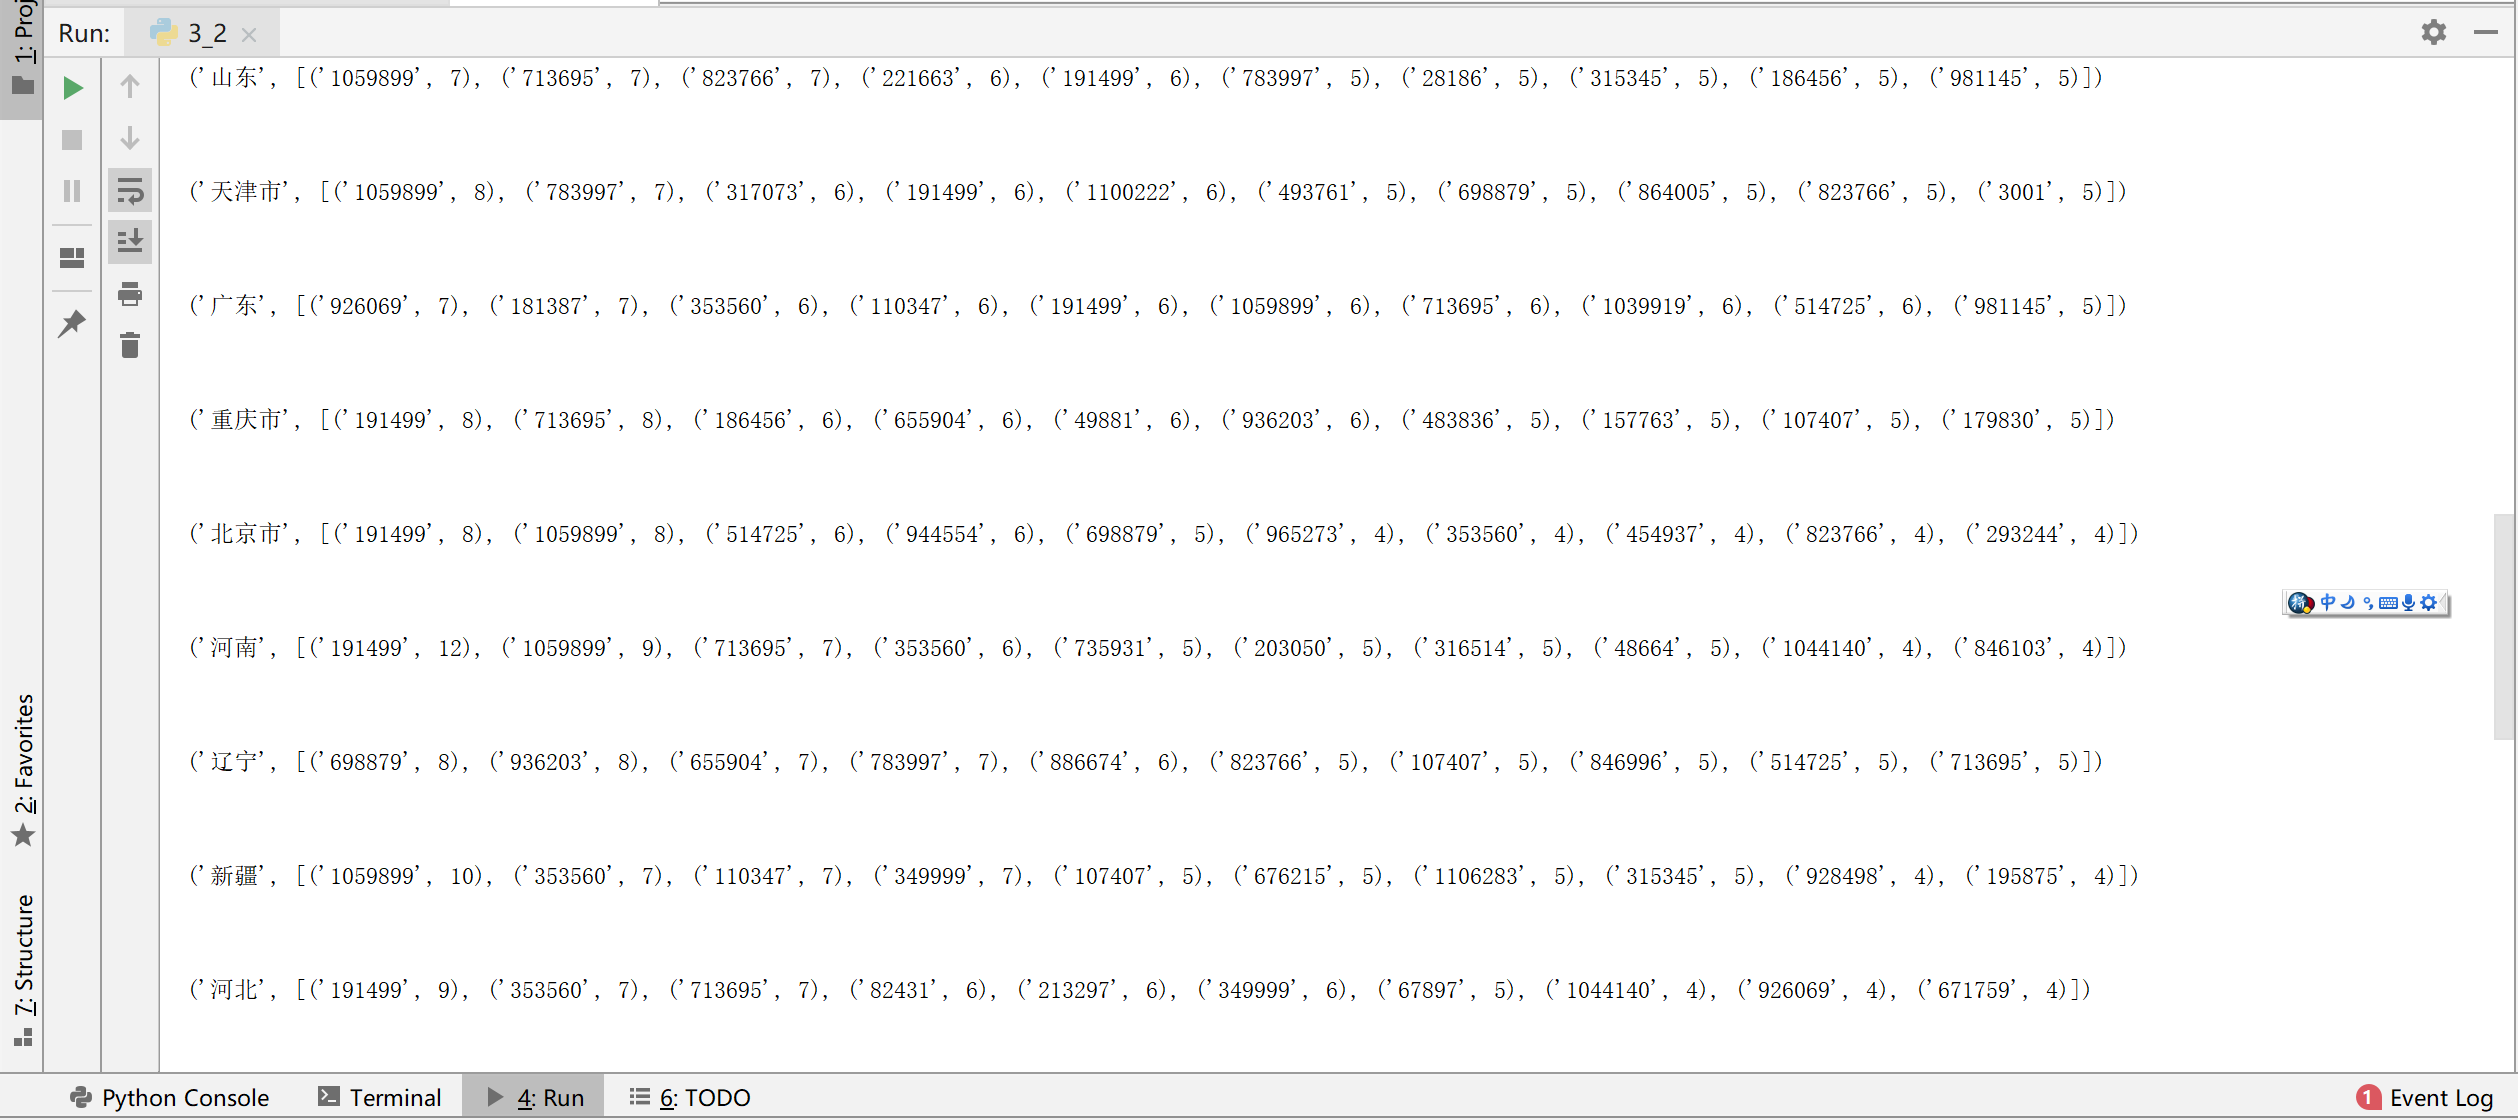 1: Proj
Run: 3_2
('山东', [('1059899', 7), ('713695', 7), ('823766', 7), ('221663', 6), ('191499', 6), ('783997', 5), ('28186', 5), ('315345', 5), ('186456', 5), ('981145', 5)])
('天津市', [('1059899', 8), ('783997', 7), ('317073', 6), ('191499', 6), ('1100222', 6), ('493761', 5), ('698879', 5), ('864005', 5), ('823766', 5), ('3001', 5)])
('广东', [('926069', 7), ('181387', 7), ('353560', 6), ('110347', 6), ('191499', 6), ('1059899', 6), ('713695', 6), ('1039919', 6), ('514725', 6), ('981145', 5)])
('重庆市', [('191499', 8), ('713695', 8), ('186456', 6), ('655904', 6), ('49881', 6), ('936203', 6), ('483836', 5), ('157763', 5), ('107407', 5), ('179830', 5)])
('北京市', [('191499', 8), ('1059899', 8), ('514725', 6), ('944554', 6), ('698879', 5), ('965273', 4), ('353560', 4), ('454937', 4), ('823766', 4), ('293244', 4)])
拼 中
('河南', [('191499', 12), ('1059899', 9), ('713695', 7), ('353560', 6), ('735931', 5), ('203050', 5), ('316514', 5), ('48664', 5), ('1044140', 4), ('846103', 4)])
('辽宁', [('698879', 8), ('936203', 8), ('655904', 7), ('783997', 7), ('886674', 6), ('823766', 5), ('107407', 5), ('846996', 5), ('514725', 5), ('713695', 5)])
2: Favorites
('新疆', [('1059899', 10), ('353560', 7), ('110347', 7), ('349999', 7), ('107407', 5), ('676215', 5), ('1106283', 5), ('315345', 5), ('928498', 4), ('195875', 4)])
7: Structure
('河北', [('191499', 9), ('353560', 7), ('713695', 7), ('82431', 6), ('213297', 6), ('349999', 6), ('67897', 5), ('1044140', 4), ('926069', 4), ('671759', 4)])
Python Console Terminal 4: Run 6: TODO 1 Event Log